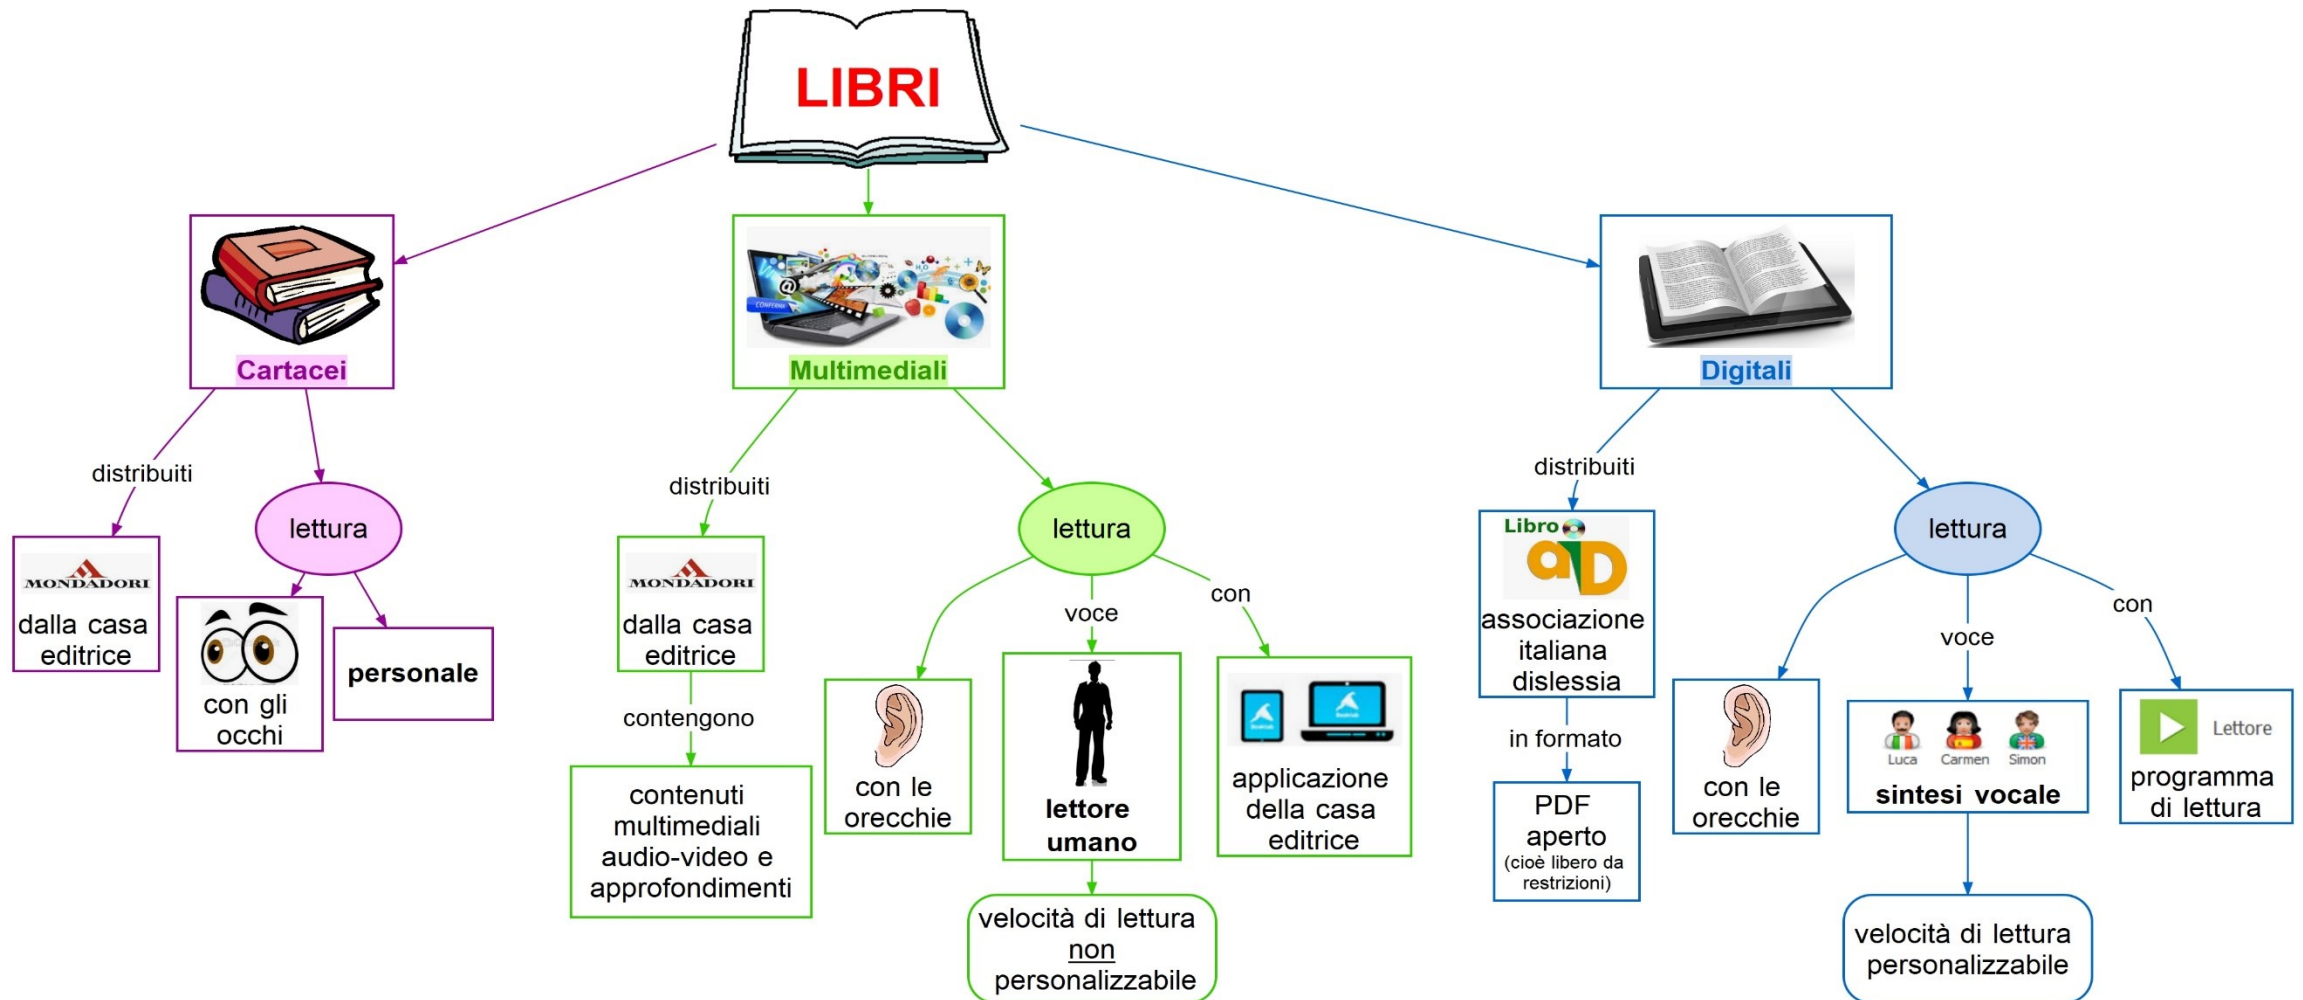 LIBRI
Cartacei
distribuiti
MONDADORI
dalla casa
editrice
lettura
con gli
occhi
personale
Multimediali
distribuiti
MONDADORI
dalla casa
editrice
contengono
contenuti
multimediali
audio-video e
approfondimenti
lettura
con le
orecchie
voce
lettore
umano
velocità di lettura
non
personalizzabile
con
applicazione
della casa
editrice
Digitali
distribuiti
Libro
aiD
associazione
italiana
dislessia
in formato
PDF
aperto
(cioè libero da
restrizioni)
lettura
con le
orecchie
voce
Luca Carmen Simon
sintesi vocale
velocità di lettura
personalizzabile
con
Lettore
programma
di lettura